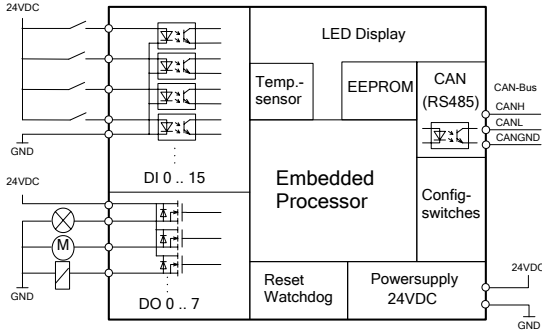 24VDC
GND
24VDC
M
GND
DI 0 .. 15
DO 0 .. 7
LED Display
Temp.-
sensor
EEPROM
CAN
(RS485)
Embedded
Processor
Config-
switches
Reset
Watchdog
Powersupply
24VDC
CAN-Bus
CANH
CANL
CANGND
24VDC
GND